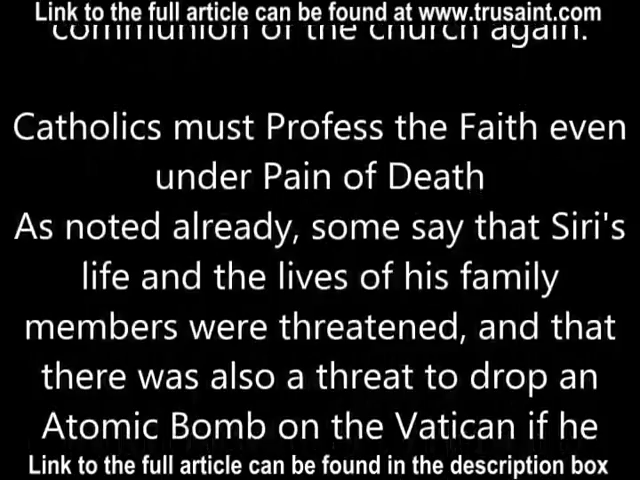 Link to the full article can be found at www.trusaint.com
communion of the church again.
Catholics must Profess the Faith even
under Pain of Death
As noted already, some say that Siri's
life and the lives of his family
members were threatened, and that
there was also a threat to drop an
Atomic Bomb on the Vatican if he
Link to the full article can be found in the description box